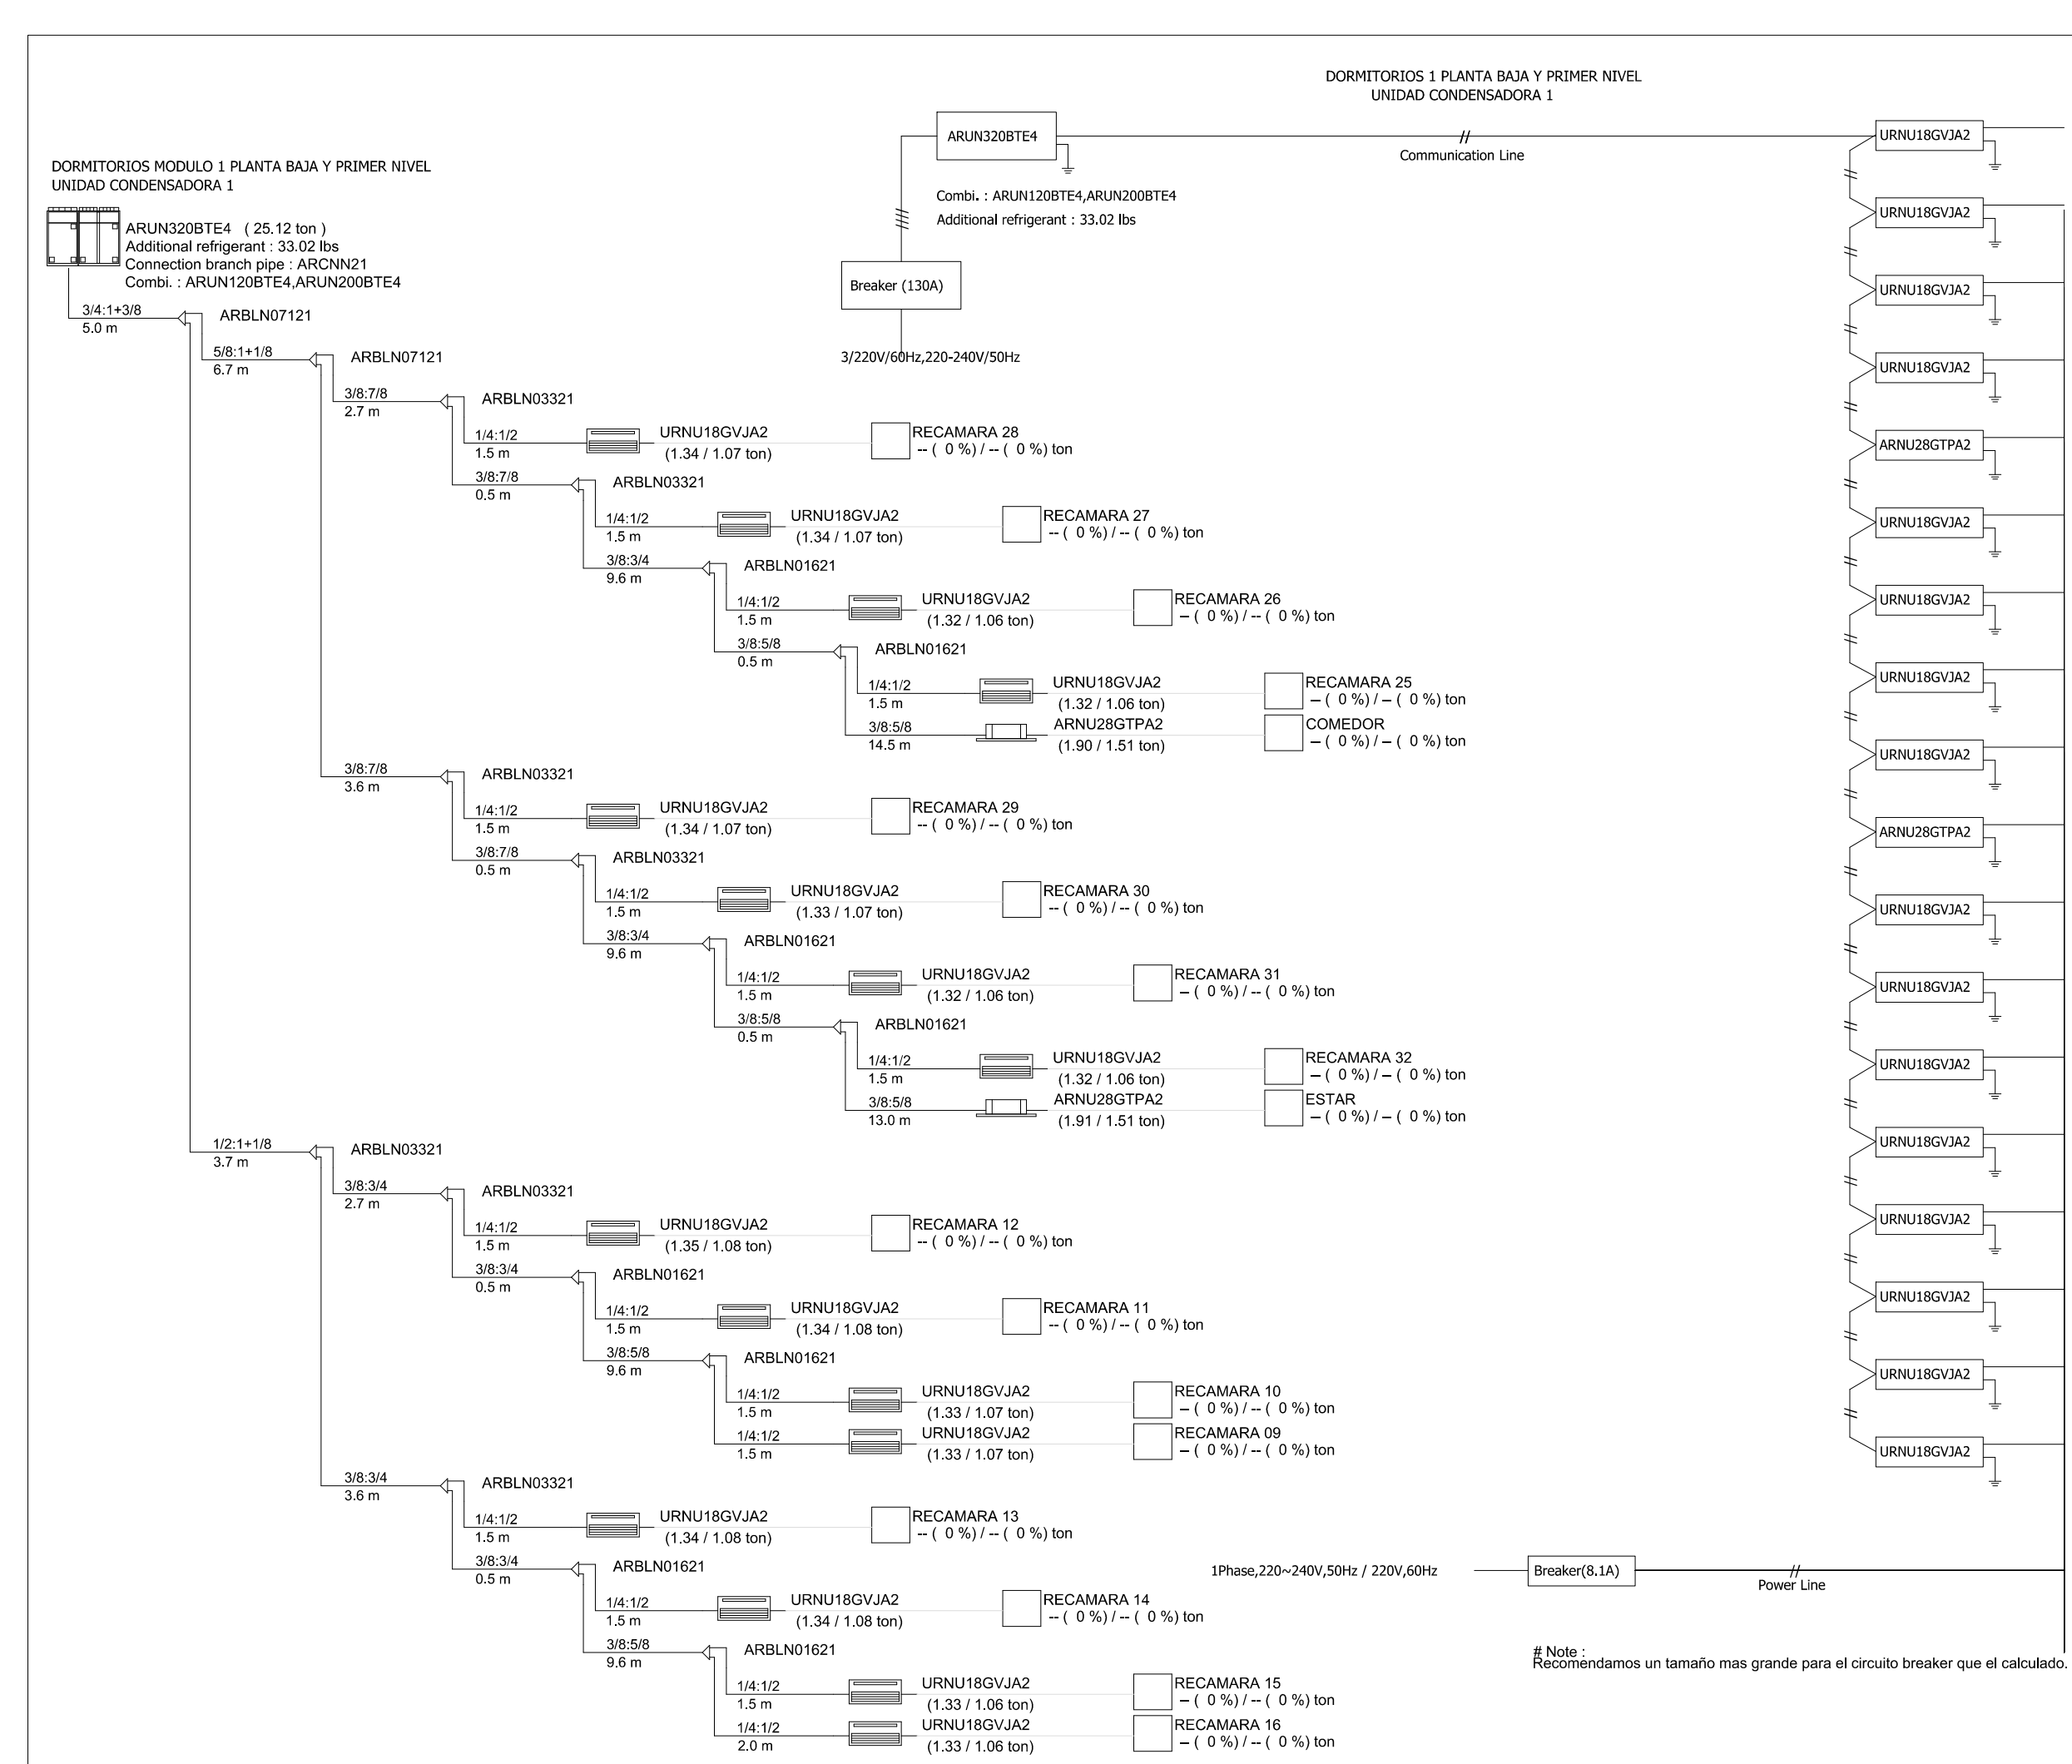 DORMITORIOS 1 PLANTA BAJA Y PRIMER NIVEL
UNIDAD CONDENSADORA 1
DORMITORIOS MODULO 1 PLANTA BAJA Y PRIMER NIVEL
UNIDAD CONDENSADORA 1
ARUN320BTE4 ( 25.12 ton )
Additional refrigerant : 33.02 lbs
Connection branch pipe : ARCNN21
Combi. : ARUN120BTE4,ARUN200BTE4
3/4:1+3/8
5.0 m
ARBLN07121
5/8:1+1/8
6.7 m
ARBLN07121
3/8:7/8
2.7 m
ARBLN03321
1/4:1/2
1.5 m
URNU18GVJA2
(1.34 / 1.07 ton)
RECAMARA 28
-- ( 0 %) / -- ( 0 %) ton
3/8:7/8
0.5 m
ARBLN03321
1/4:1/2
1.5 m
URNU18GVJA2
(1.34 / 1.07 ton)
RECAMARA 27
-- ( 0 %) / -- ( 0 %) ton
3/8:3/4
9.6 m
ARBLN01621
1/4:1/2
1.5 m
URNU18GVJA2
(1.32 / 1.06 ton)
RECAMARA 26
-- ( 0 %) / -- ( 0 %) ton
3/8:5/8
0.5 m
ARBLN01621
1/4:1/2
1.5 m
URNU18GVJA2
(1.32 / 1.06 ton)
RECAMARA 25
-- ( 0 %) / -- ( 0 %) ton
3/8:5/8
14.5 m
ARNU28GTPA2
(1.90 / 1.51 ton)
COMEDOR
-- ( 0 %) / -- ( 0 %) ton
3/8:7/8
3.6 m
ARBLN03321
1/4:1/2
1.5 m
URNU18GVJA2
(1.34 / 1.07 ton)
RECAMARA 29
-- ( 0 %) / -- ( 0 %) ton
3/8:7/8
0.5 m
ARBLN03321
1/4:1/2
1.5 m
URNU18GVJA2
(1.33 / 1.07 ton)
RECAMARA 30
-- ( 0 %) / -- ( 0 %) ton
3/8:3/4
9.6 m
ARBLN01621
1/4:1/2
1.5 m
URNU18GVJA2
(1.32 / 1.06 ton)
RECAMARA 31
-- ( 0 %) / -- ( 0 %) ton
3/8:5/8
0.5 m
ARBLN01621
1/4:1/2
1.5 m
URNU18GVJA2
(1.32 / 1.06 ton)
RECAMARA 32
-- ( 0 %) / -- ( 0 %) ton
3/8:5/8
13.0 m
ARNU28GTPA2
(1.91 / 1.51 ton)
ESTAR
-- ( 0 %) / -- ( 0 %) ton
1/2:1+1/8
3.7 m
ARBLN03321
3/8:3/4
2.7 m
ARBLN03321
1/4:1/2
1.5 m
URNU18GVJA2
(1.35 / 1.08 ton)
RECAMARA 12
-- ( 0 %) / -- ( 0 %) ton
3/8:3/4
0.5 m
ARBLN01621
1/4:1/2
1.5 m
URNU18GVJA2
(1.34 / 1.08 ton)
RECAMARA 11
-- ( 0 %) / -- ( 0 %) ton
3/8:5/8
9.6 m
ARBLN01621
1/4:1/2
1.5 m
URNU18GVJA2
(1.33 / 1.07 ton)
RECAMARA 10
-- ( 0 %) / -- ( 0 %) ton
1/4:1/2
1.5 m
URNU18GVJA2
(1.33 / 1.07 ton)
RECAMARA 09
-- ( 0 %) / -- ( 0 %) ton
3/8:3/4
3.6 m
ARBLN03321
1/4:1/2
1.5 m
URNU18GVJA2
(1.34 / 1.08 ton)
RECAMARA 13
-- ( 0 %) / -- ( 0 %) ton
3/8:3/4
0.5 m
ARBLN01621
1/4:1/2
1.5 m
URNU18GVJA2
(1.34 / 1.08 ton)
RECAMARA 14
-- ( 0 %) / -- ( 0 %) ton
3/8:5/8
9.6 m
ARBLN01621
1/4:1/2
1.5 m
URNU18GVJA2
(1.33 / 1.06 ton)
RECAMARA 15
-- ( 0 %) / -- ( 0 %) ton
1/4:1/2
2.0 m
URNU18GVJA2
(1.33 / 1.06 ton)
RECAMARA 16
-- ( 0 %) / -- ( 0 %) ton
ARUN320BTE4
Communication Line
Combi. : ARUN120BTE4,ARUN200BTE4
Additional refrigerant : 33.02 lbs
Breaker (130A)
3/220V/60Hz,220-240V/50Hz
URNU18GVJA2
URNU18GVJA2
URNU18GVJA2
URNU18GVJA2
ARNU28GTPA2
URNU18GVJA2
URNU18GVJA2
URNU18GVJA2
URNU18GVJA2
ARNU28GTPA2
URNU18GVJA2
URNU18GVJA2
URNU18GVJA2
URNU18GVJA2
URNU18GVJA2
URNU18GVJA2
URNU18GVJA2
URNU18GVJA2
1Phase,220~240V,50Hz / 220V,60Hz
Breaker(8.1A)
Power Line
# Note :
Recomendamos un tamaño mas grande para el circuito breaker que el calculado.